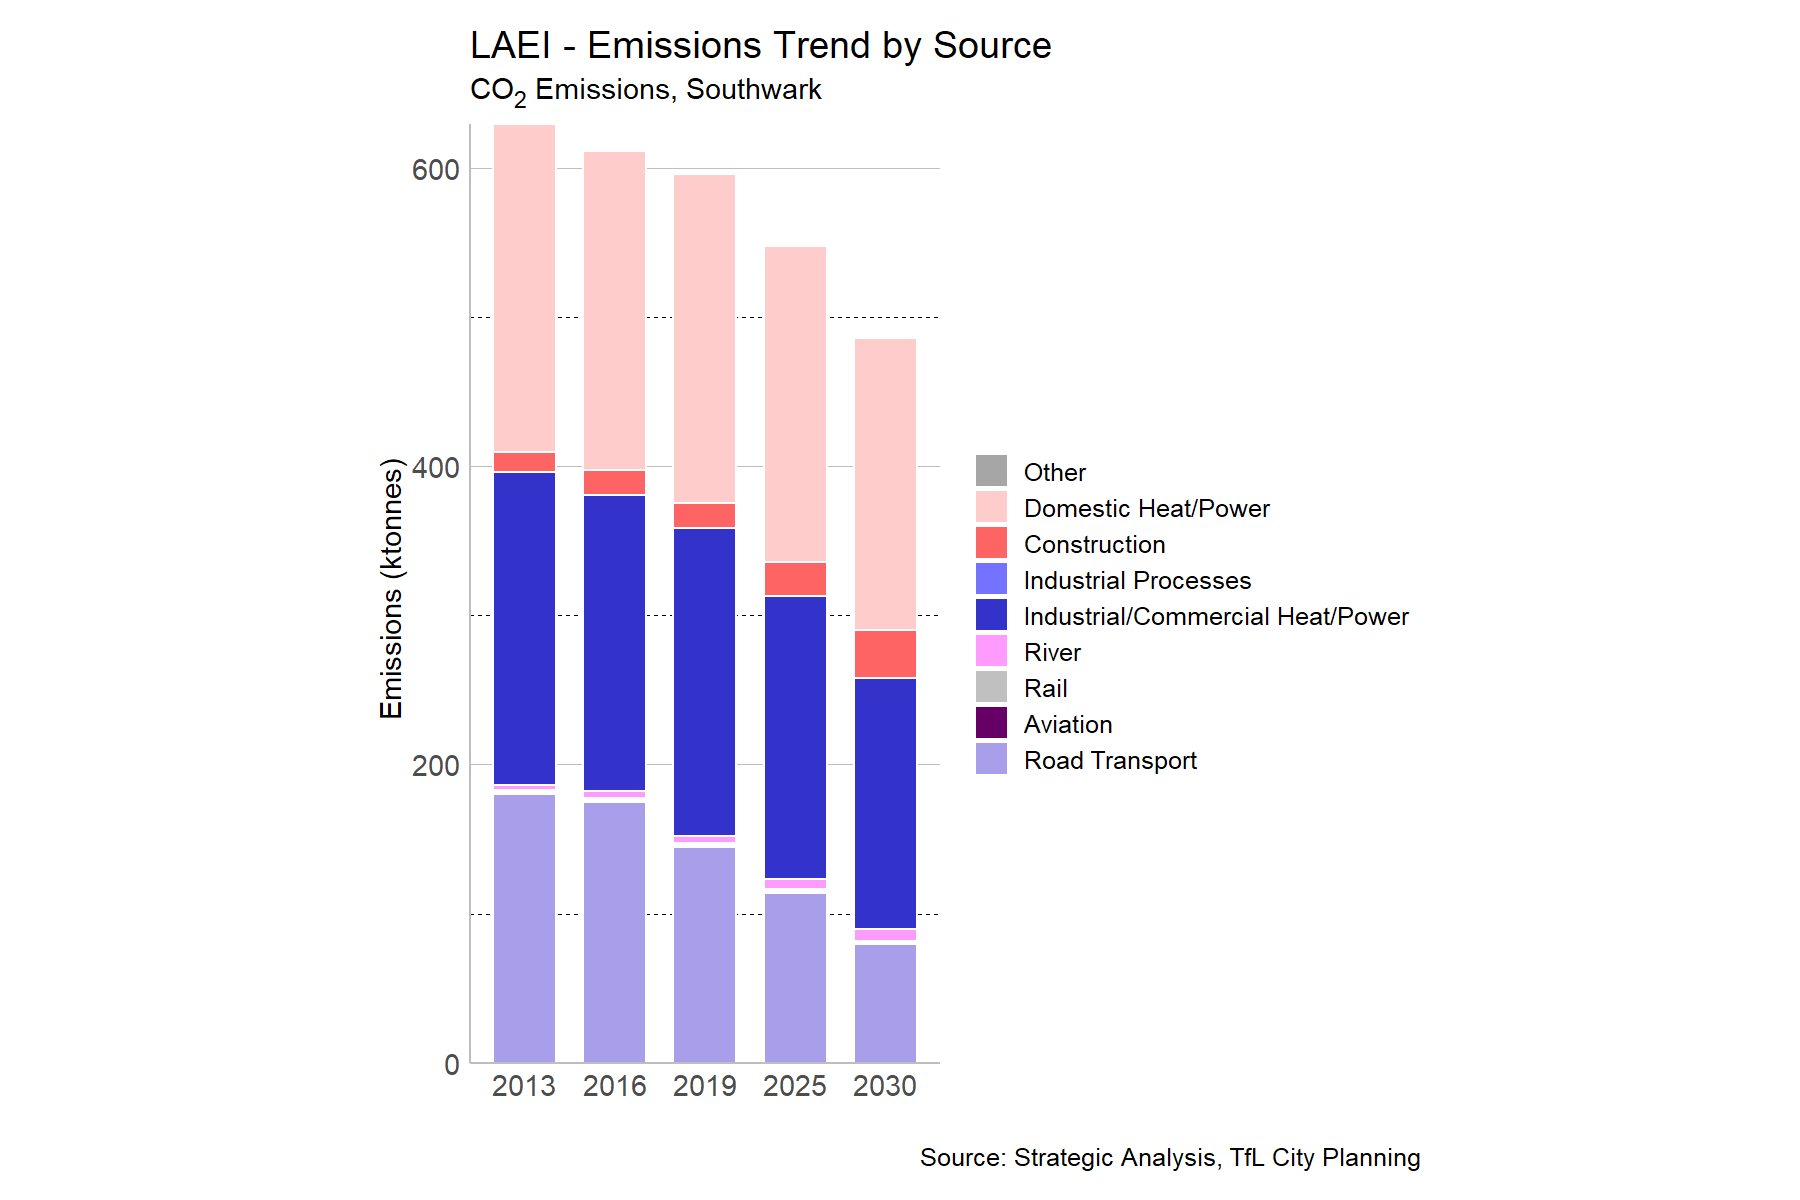 LAEI - Emissions Trend by Source
CO2 Emissions, Southwark
Emissions (ktonnes)
600
400
200
0
2013 2016 2019 2025 2030
Other
Domestic Heat/Power
Construction
Industrial Processes
Industrial/Commercial Heat/Power
River
Rail
Aviation
Road Transport
Source: Strategic Analysis, TfL City Planning